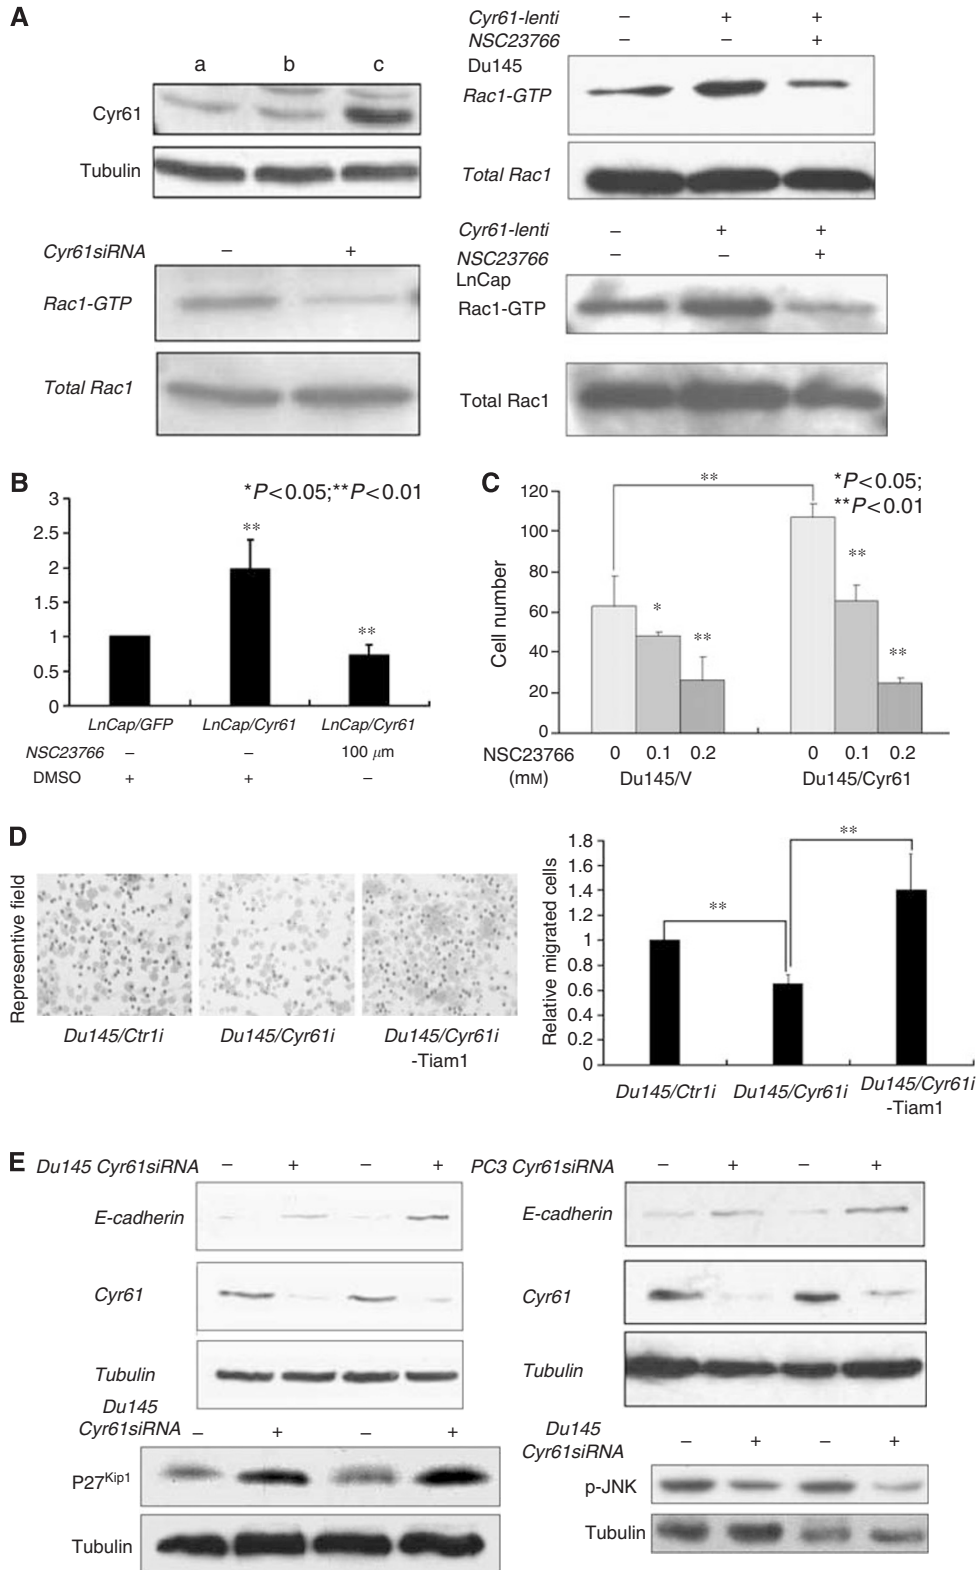 A
a b c
Cyr61
Tubulin
Cyr61siRNA – +
Rac1-GTP
Total Rac1
Cyr61-lenti – + +
NSC23766 – – +
Du145
Rac1-GTP
Total Rac1
Cyr61-lenti – + +
NSC23766 – – +
LnCap
Rac1-GTP
Total Rac1
B
*P<0.05;**P<0.01
3
2.5
2
1.5
1
0.5
0
**
**
LnCap/GFP LnCap/Cyr61 LnCap/Cyr61
NSC23766 – – 100 μm
DMSO + + –
C
*P<0.05;
**P<0.01
Cell number
120
100
80
60
40
20
0
**
*
**
**
**
NSC23766 0 0.1 0.2 0 0.1 0.2
(mM) Du145/V Du145/Cyr61
D
Representive field
Du145/Ctr1i Du145/Cyr61i Du145/Cyr61i
-Tiam1
Relative migrated cells
1.8
1.6
1.4
1.2
1
0.8
0.6
0.4
0.2
0
**
**
Du145/Ctr1i Du145/Cyr61i Du145/Cyr61i
-Tiam1
E
Du145 Cyr61siRNA – + – +
E-cadherin
Cyr61
Tubulin
PC3 Cyr61siRNA – + – +
E-cadherin
Cyr61
Tubulin
Du145
Cyr61siRNA – + – +
P27Kip1
Tubulin
Du145
Cyr61siRNA – + – +
p-JNK
Tubulin